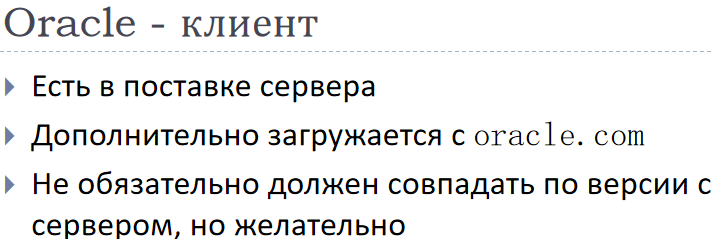 Oracle - клиент
Есть в поставке сервера
Дополнительно загружается с oracle.com
Не обязательно должен совпадать по версии с
сервером, но желательно